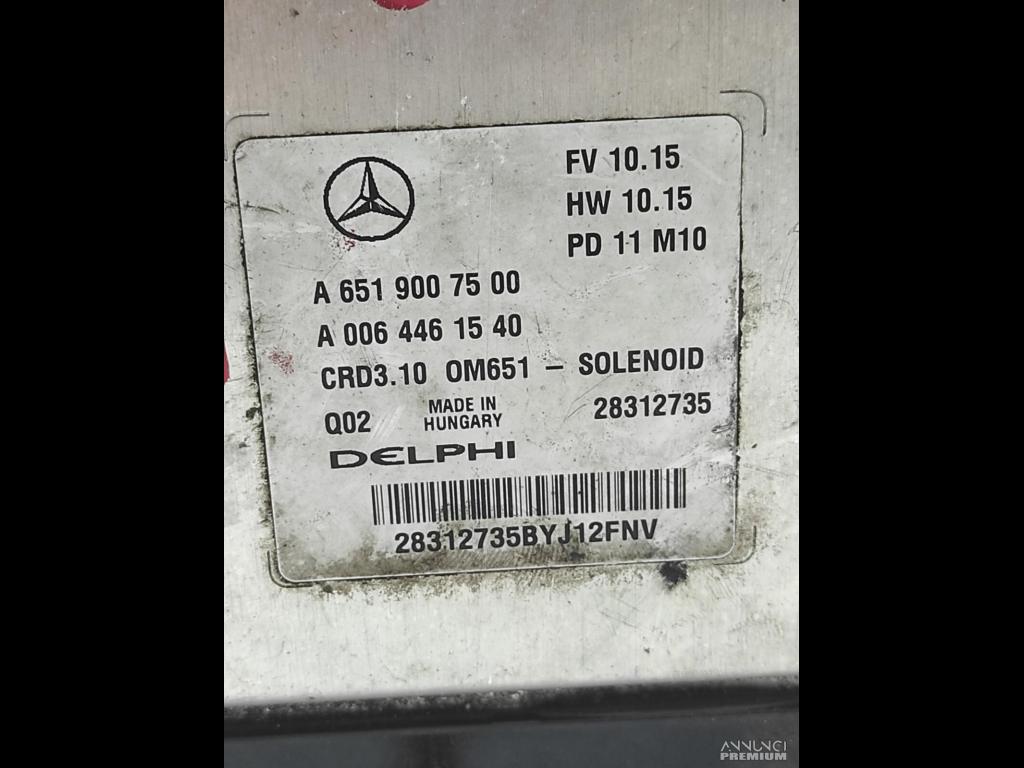 FV 10.15
HW 10.15
PD 11 M10
A 651 900 75 00
A 006 446 15 40
CRD3.10 OM651 – SOLENOID
Q02 MADE IN HUNGARY 28312735
DELPHI
28312735BYJ12FNV
ANNUNCI
PREMIUM